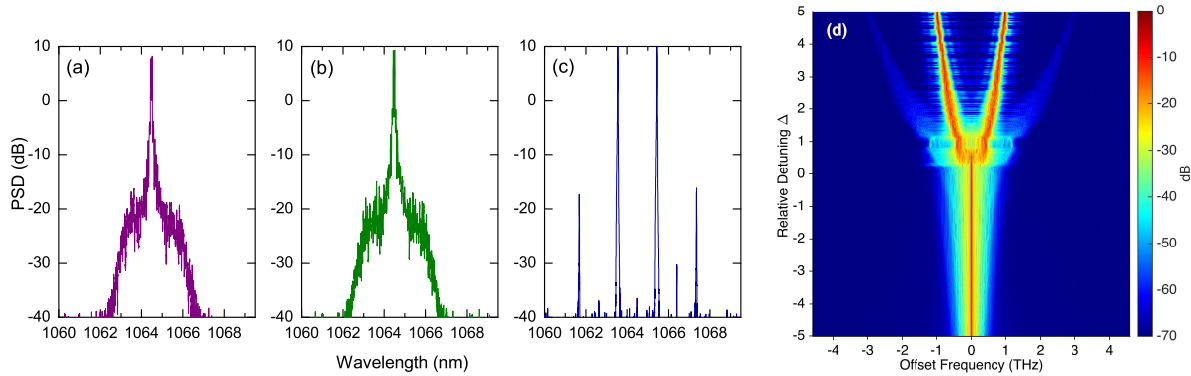 (a)
(b)
(c)
(d)
PSD (dB)
10
0
-10
-20
-30
-40
1060 1062 1064 1066 1068
10
0
-10
-20
-30
-40
1060 1062 1064 1066 1068
10
0
-10
-20
-30
-40
1060 1062 1064 1066 1068
Wavelength (nm)
Relative Detuning Δ
5
4
3
2
1
0
-1
-2
-3
-4
-5
-4 -3 -2 -1 0 1 2 3 4
Offset Frequency (THz)
0
-10
-20
-30
-40
-50
-60
-70
dB